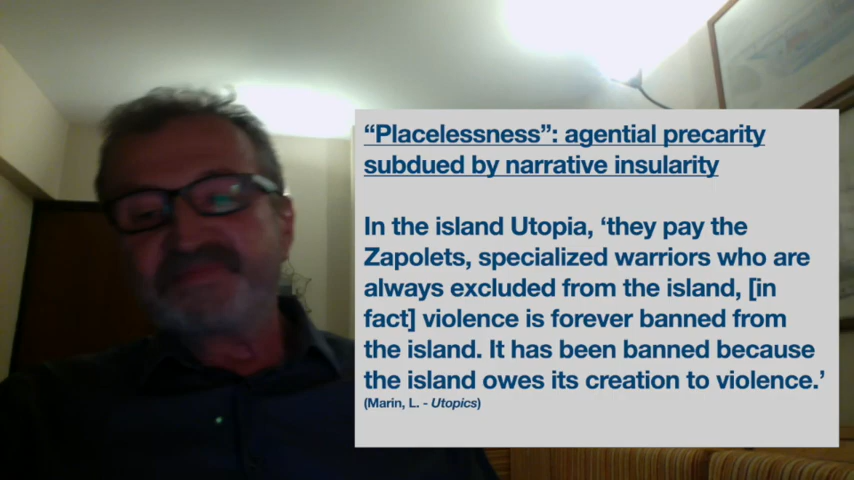 “Placelessness”: agential precarity
subdued by narrative insularity
In the island Utopia, ‘they pay the
Zapolets, specialized warriors who are
always excluded from the island, [in
fact] violence is forever banned from
the island. It has been banned because
the island owes its creation to violence.’
(Marin, L. - Utopics)